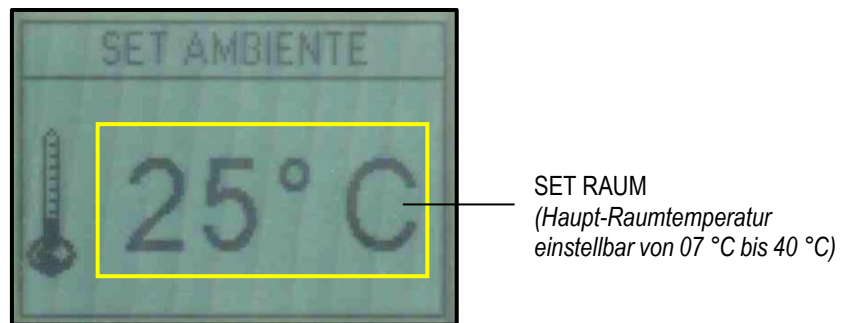 SET AMBIENTE
25° C
SET RAUM
(Haupt-Raumtemperatur
einstellbar von 07 °C bis 40 °C)